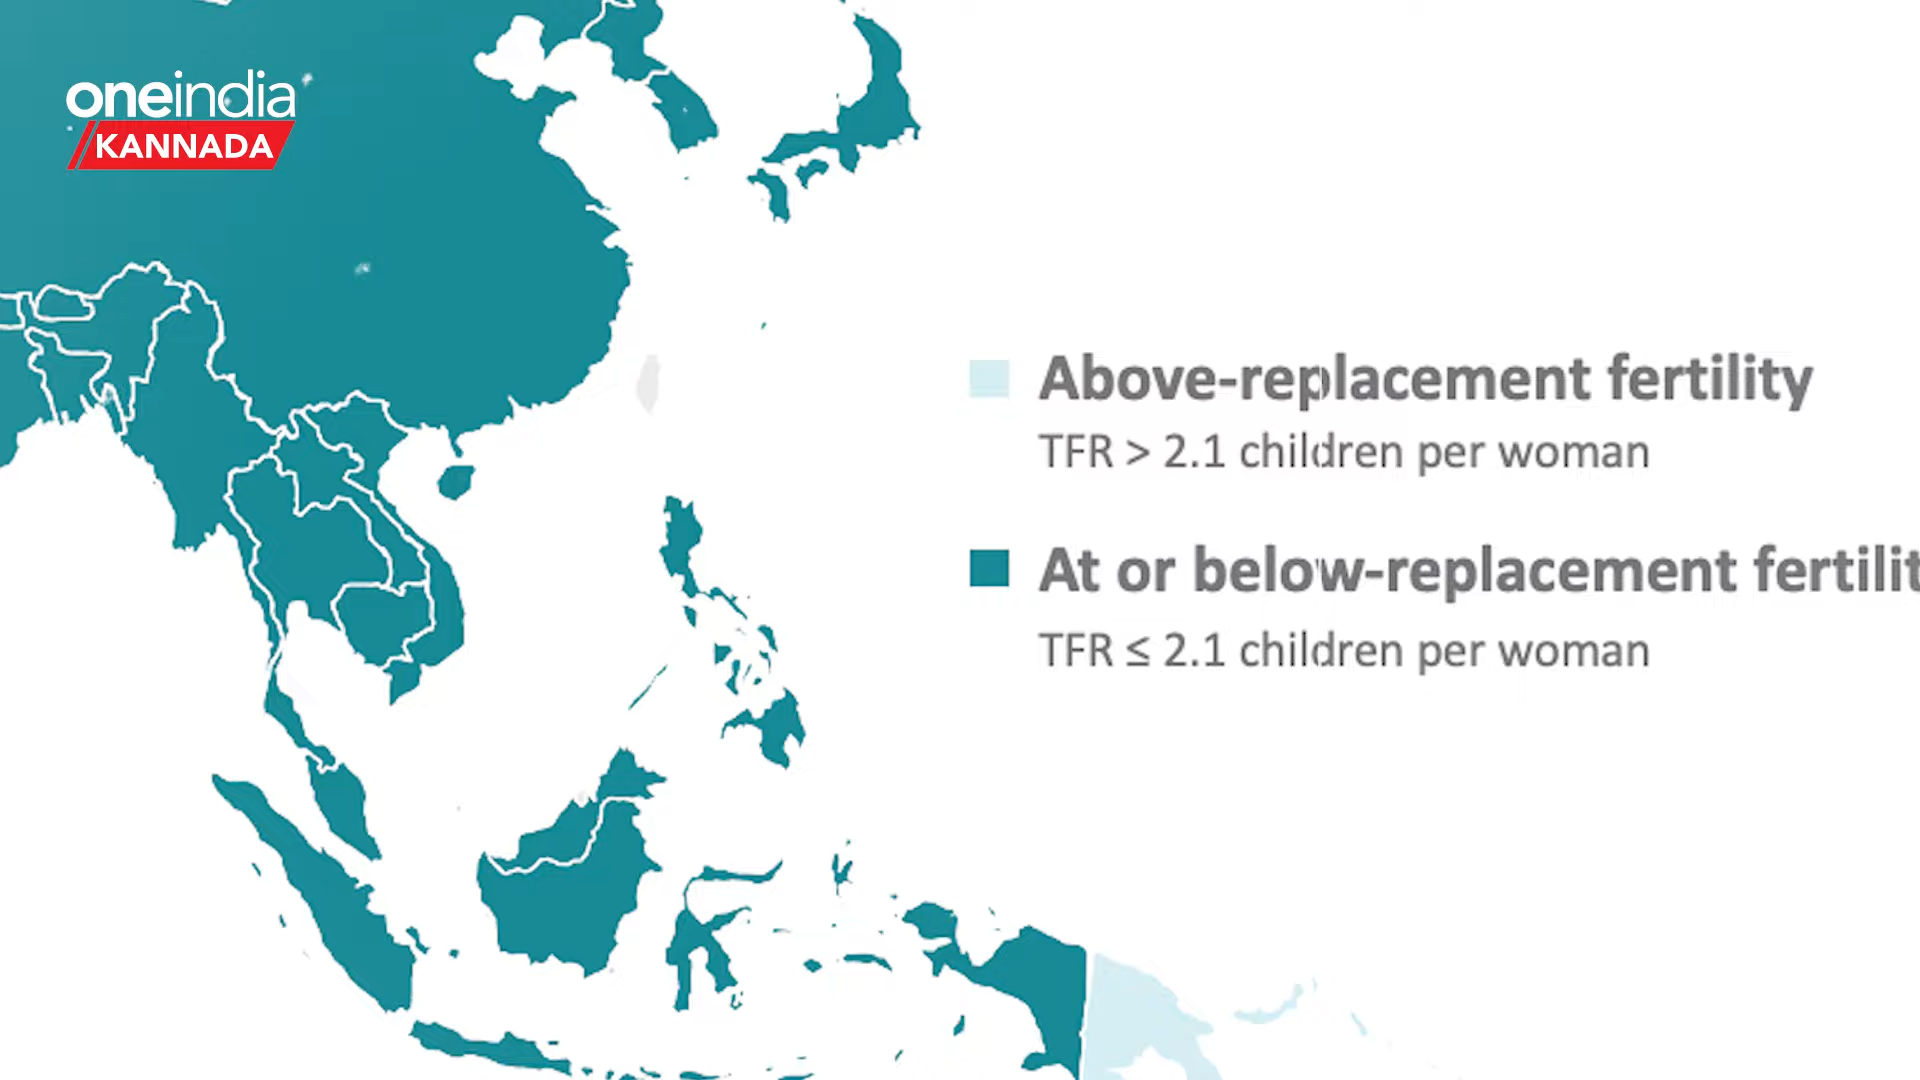 oneindia
KANNADA
Above-replacement fertility
TFR > 2.1 children per woman
At or below-replacement fertilit
TFR ≤ 2.1 children per woman